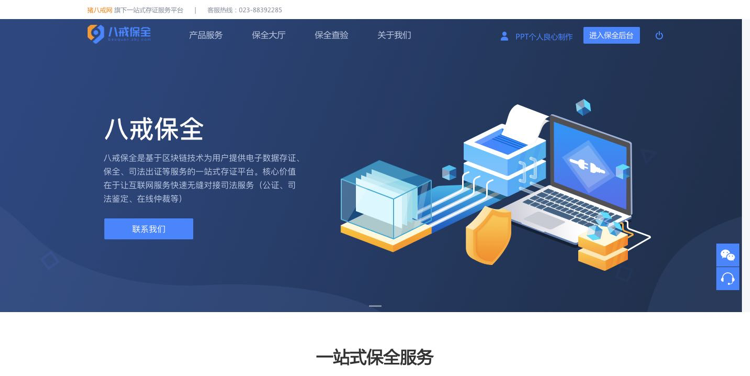 猪八戒网 旗下一站式存证服务平台 | 客服热线：023-88392285
八戒保全
产品服务 保全大厅 保全查验 关于我们
PPT个人良心制作 进入保全后台
八戒保全
八戒保全是基于区块链技术为用户提供电子数据存证、
保全、司法出证等服务的一站式存证平台。核心价值
在于让互联网服务快速无缝对接司法服务（公证、司
法鉴定、在线仲裁等）
联系我们
一站式保全服务